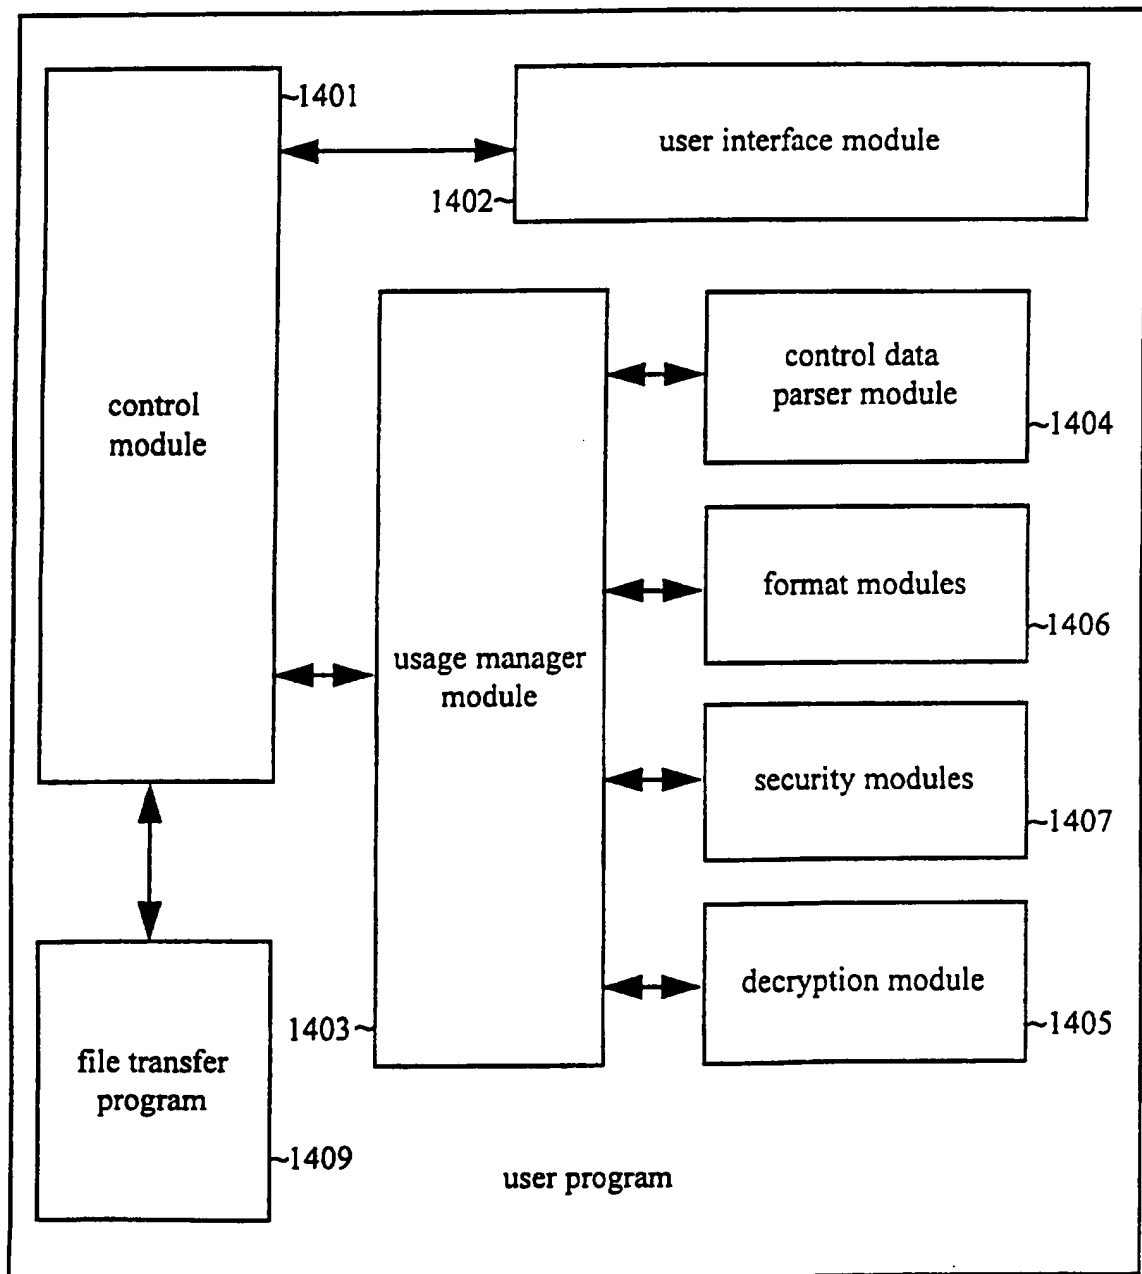 1401
user interface module
1402
control data
parser module
1404
control
module
format modules
1406
usage manager
module
security modules
1407
decryption module
1405
1403
file transfer
program
1409
user program